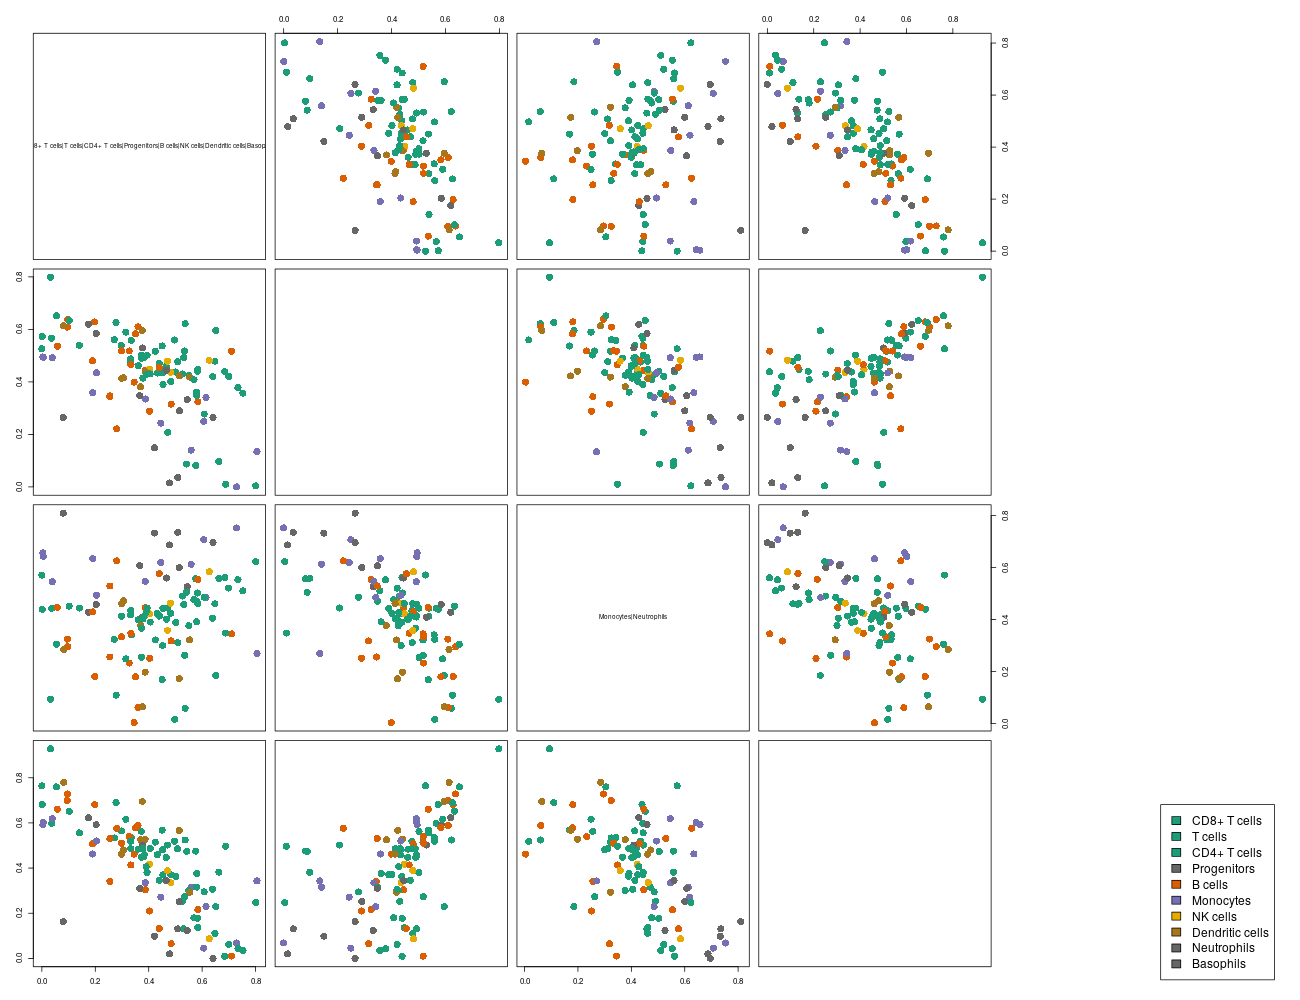 0.0 0.2 0.4 0.6 0.8
0.0 0.2 0.4 0.6 0.8
8+ T cells|T cells|CD4+ T cells|Progenitors|B cells|NK cells|Dendritic cells|Basop
0.0 0.2 0.4 0.6 0.8
0.0 0.2 0.4 0.6 0.8
Monocytes|Neutrophils
0.0 0.2 0.4 0.6 0.8
0.0 0.2 0.4 0.6 0.8
0.0 0.2 0.4 0.6 0.8
0.0 0.2 0.4 0.6 0.8
CD8+ T cells
T cells
CD4+ T cells
Progenitors
B cells
Monocytes
NK cells
Dendritic cells
Neutrophils
Basophils